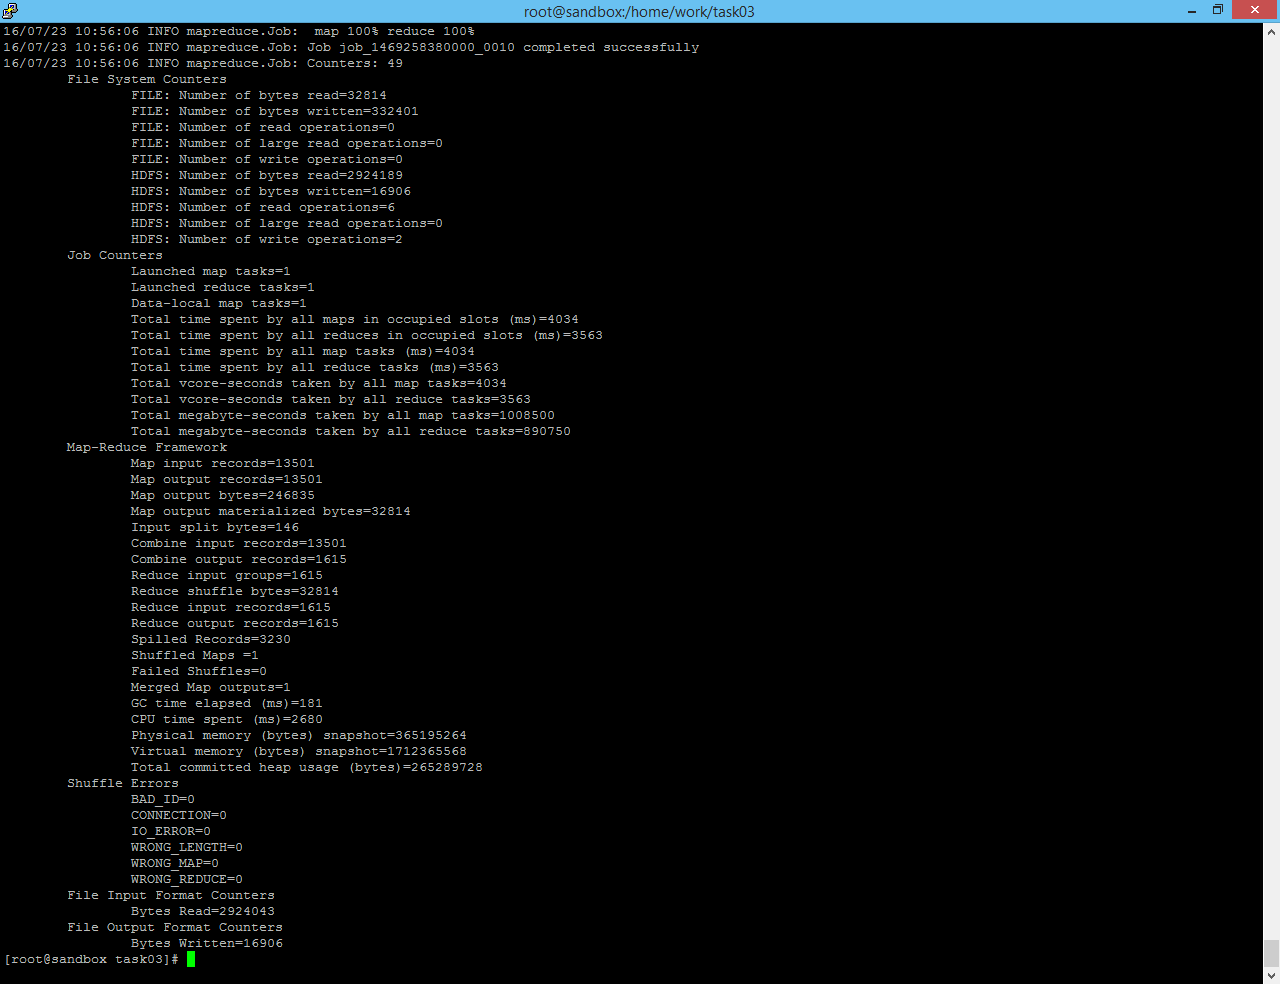 root@sandbox:/home/work/task03
16/07/23 10:56:06 INFO mapreduce.Job:  map 100% reduce 100%
16/07/23 10:56:06 INFO mapreduce.Job: Job job_1469258380000_0010 completed successfully
16/07/23 10:56:06 INFO mapreduce.Job: Counters: 49
File System Counters
FILE: Number of bytes read=32814
FILE: Number of bytes written=332401
FILE: Number of read operations=0
FILE: Number of large read operations=0
FILE: Number of write operations=0
HDFS: Number of bytes read=2924189
HDFS: Number of bytes written=16906
HDFS: Number of read operations=6
HDFS: Number of large read operations=0
HDFS: Number of write operations=2
Job Counters
Launched map tasks=1
Launched reduce tasks=1
Data-local map tasks=1
Total time spent by all maps in occupied slots (ms)=4034
Total time spent by all reduces in occupied slots (ms)=3563
Total time spent by all map tasks (ms)=4034
Total time spent by all reduce tasks (ms)=3563
Total vcore-seconds taken by all map tasks=4034
Total vcore-seconds taken by all reduce tasks=3563
Total megabyte-seconds taken by all map tasks=1008500
Total megabyte-seconds taken by all reduce tasks=890750
Map-Reduce Framework
Map input records=13501
Map output records=13501
Map output bytes=246835
Map output materialized bytes=32814
Input split bytes=146
Combine input records=13501
Combine output records=1615
Reduce input groups=1615
Reduce shuffle bytes=32814
Reduce input records=1615
Reduce output records=1615
Spilled Records=3230
Shuffled Maps =1
Failed Shuffles=0
Merged Map outputs=1
GC time elapsed (ms)=181
CPU time spent (ms)=2680
Physical memory (bytes) snapshot=365195264
Virtual memory (bytes) snapshot=1712365568
Total committed heap usage (bytes)=265289728
Shuffle Errors
BAD_ID=0
CONNECTION=0
IO_ERROR=0
WRONG_LENGTH=0
WRONG_MAP=0
WRONG_REDUCE=0
File Input Format Counters
Bytes Read=2924043
File Output Format Counters
Bytes Written=16906
[root@sandbox task03]#